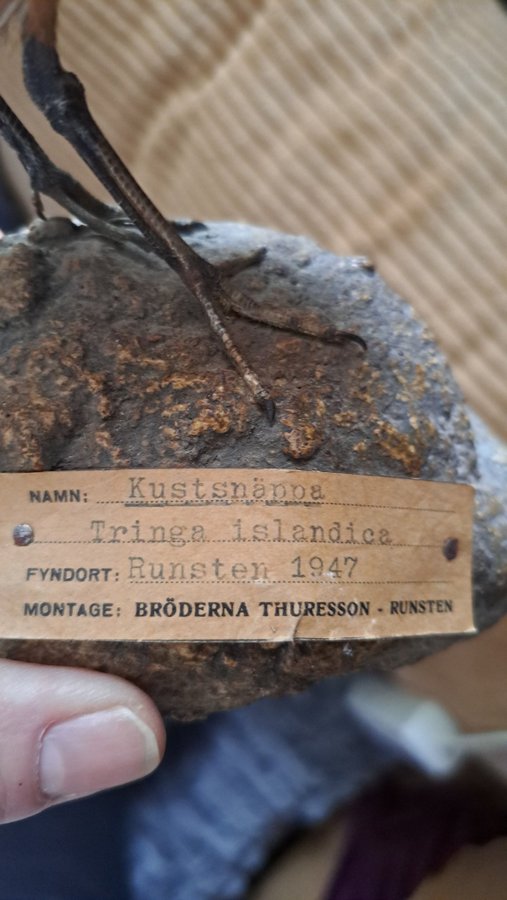 NAMN: Kustsnäppa
Tringa islandica
FYNDORT: Runsten 1947
MONTAGE: BRÖDERNA THURESSON - RUNSTEN